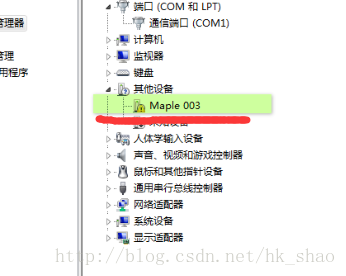 端口 (COM 和 LPT)
管理器
通信端口 (COM1)
计算机
管理
监视器
用程序
键盘
其他设备
Maple 003
人体学输入设备
声音、视频和游戏控制器
鼠标和其他指针设备
通用串行总线控制器
网络适配器
系统设备
显示适配器
http://blog.csdn.net/hk_shao